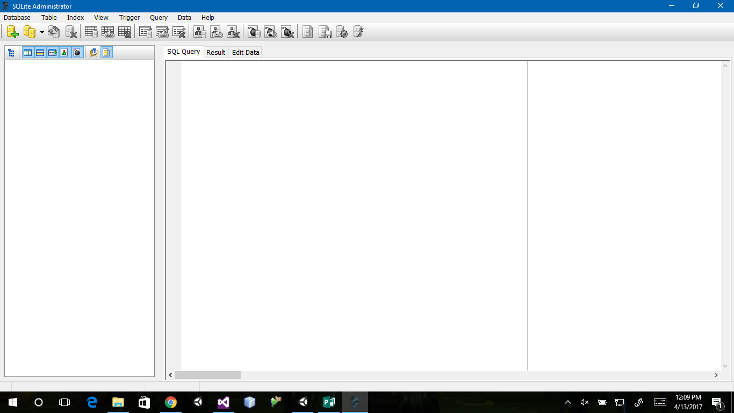 SQLite Administrator
Database Table Index View Trigger Query Data Help
SQL Query Result Edit Data
12:09 PM
4/13/2017
1